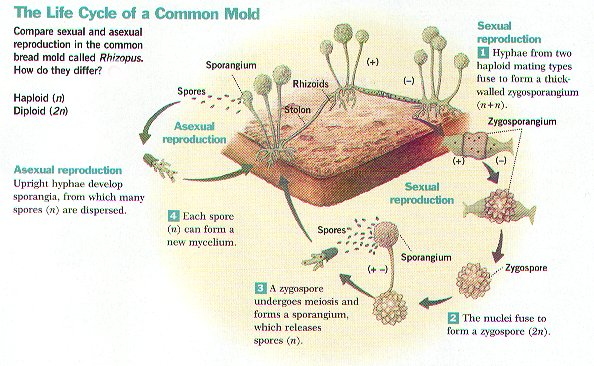 The Life Cycle of a Common Mold
Compare sexual and asexual
reproduction in the common
bread mold called Rhizopus.
How do they differ?
Haploid (n)
Diploid (2n)
Sporangium
Spores
Rhizoids
Stolon
(+)
(-)
Asexual
reproduction
Asexual reproduction
Upright hyphae develop
sporangia, from which many
spores (n) are dispersed.
Sexual
reproduction
1 Hyphae from two
haploid mating types
fuse to form a thick-
walled zygosporangium
(n+n).
Zygosporangium
(+)
(-)
Sexual
reproduction
Zygospore
2 The nuclei fuse to
form a zygospore (2n).
Spores
Sporangium
(+ -)
3 A zygospore
undergoes meiosis and
forms a sporangium,
which releases
spores (n).
4 Each spore
(n) can form a
new mycelium.